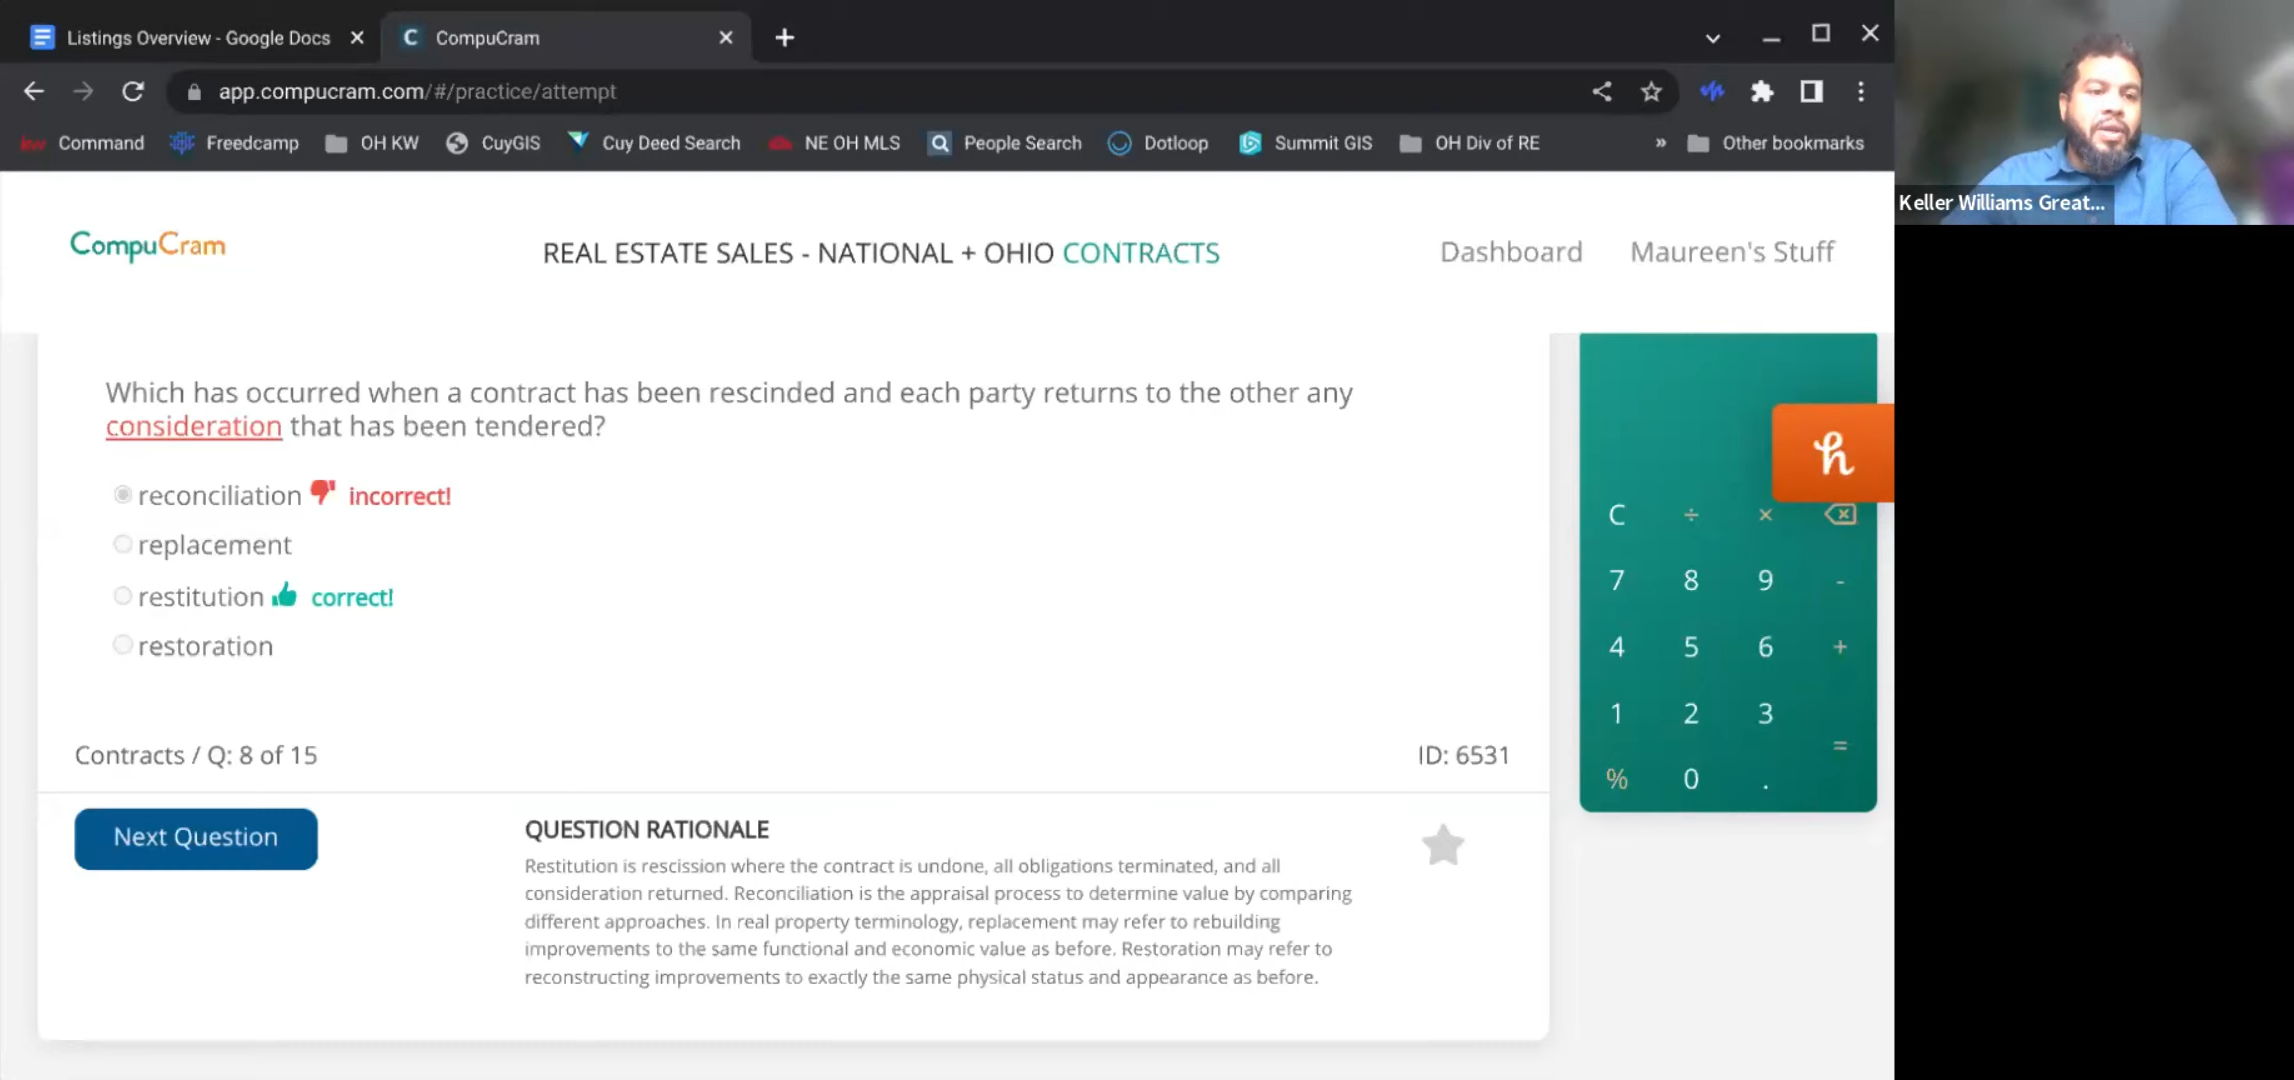 Listings Overview - Google Docs
C CompuCram
app.compucram.com/#/practice/attempt
kw Command Freedcamp OH KW CuyGIS Cuy Deed Search NE OH MLS People Search Dotloop Summit GIS OH Div of RE » Other bookmarks
Keller Williams Great...
CompuCram
REAL ESTATE SALES - NATIONAL + OHIO CONTRACTS
Dashboard
Maureen's Stuff
Which has occurred when a contract has been rescinded and each party returns to the other any
consideration that has been tendered?
reconciliation incorrect!
replacement
restitution correct!
restoration
Contracts / Q: 8 of 15
ID: 6531
Next Question
QUESTION RATIONALE
Restitution is rescission where the contract is undone, all obligations terminated, and all
consideration returned. Reconciliation is the appraisal process to determine value by comparing
different approaches. In real property terminology, replacement may refer to rebuilding
improvements to the same functional and economic value as before. Restoration may refer to
reconstructing improvements to exactly the same physical status and appearance as before.
h
C ÷ ×
7 8 9 -
4 5 6 +
1 2 3
=
% 0 .